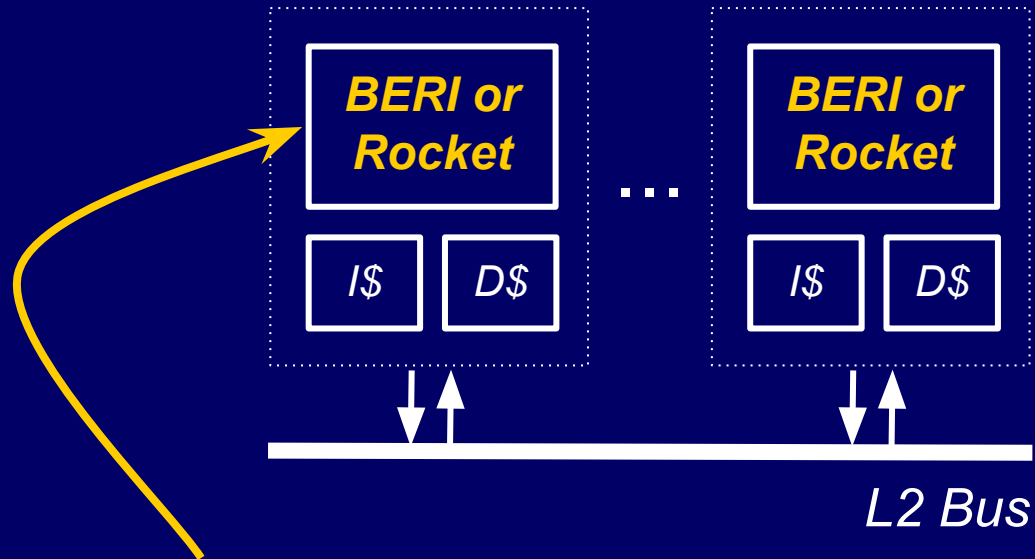 BERI or
Rocket
...
BERI or
Rocket
I$
D$
I$
D$
L2 Bus